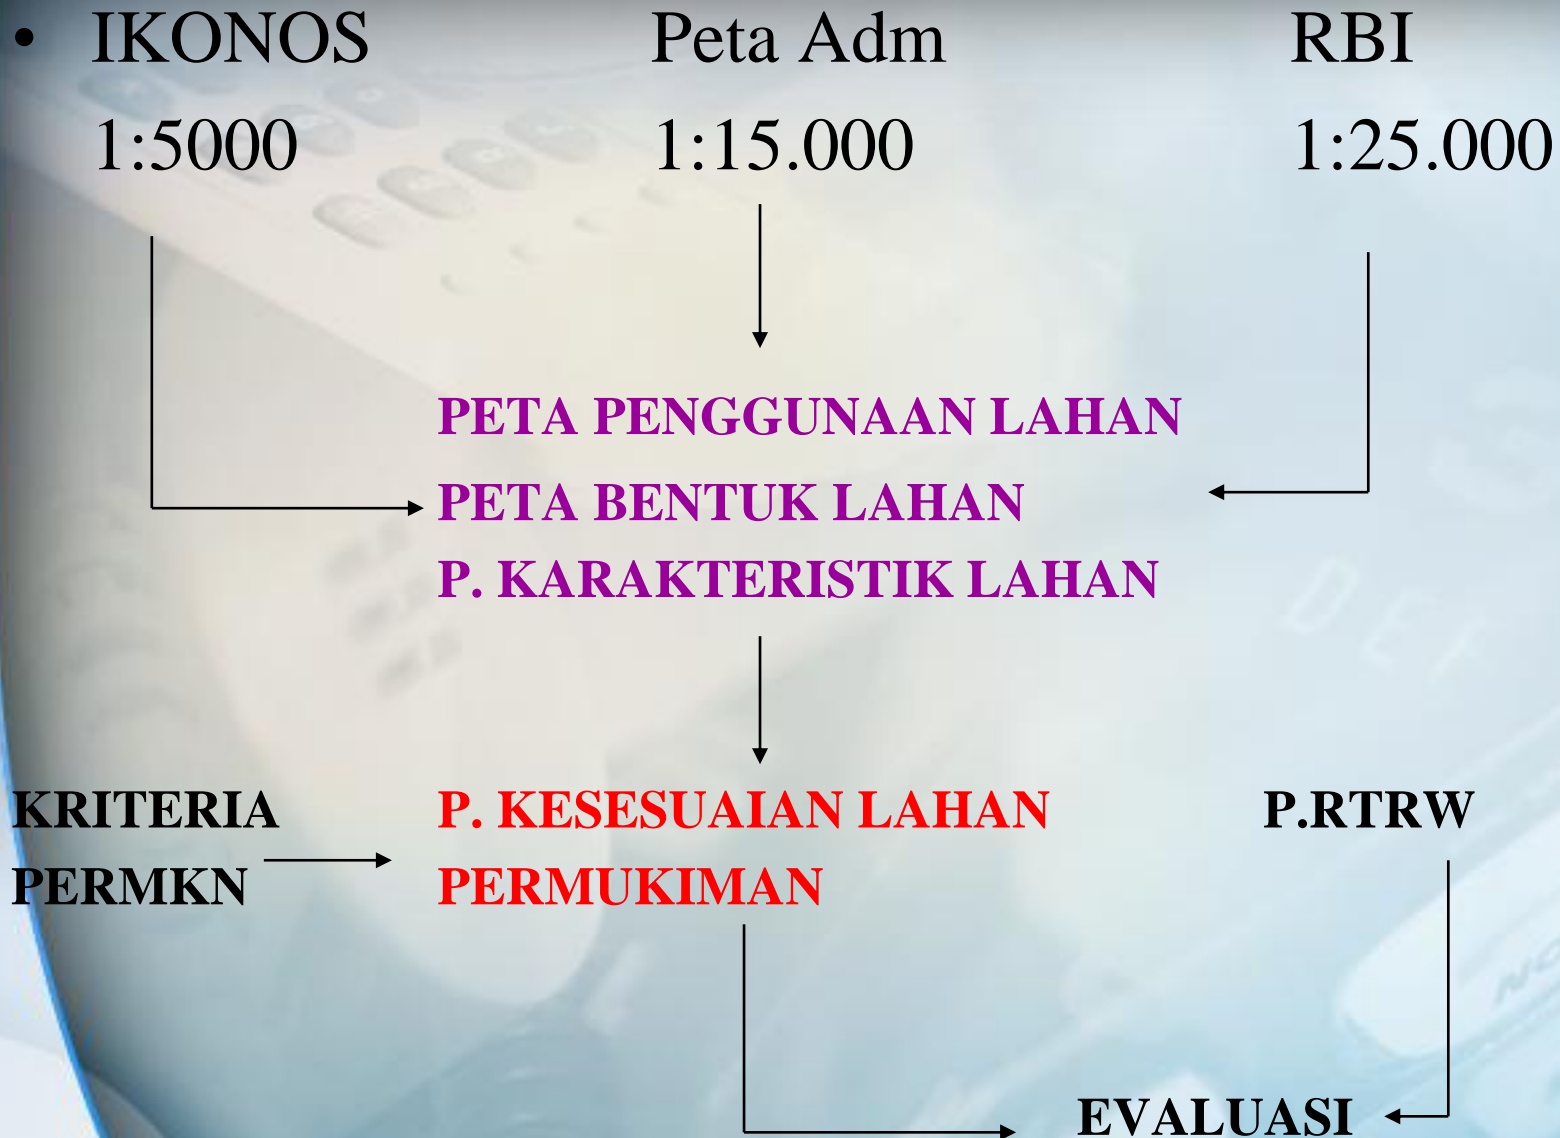 • IKONOS Peta Adm RBI
1:5000 1:15.000 1:25.000
PETA PENGGUNAAN LAHAN
PETA BENTUK LAHAN
P. KARAKTERISTIK LAHAN
KRITERIA P. KESESUAIAN LAHAN P.RTRW
PERMKN PERMUKIMAN
EVALUASI